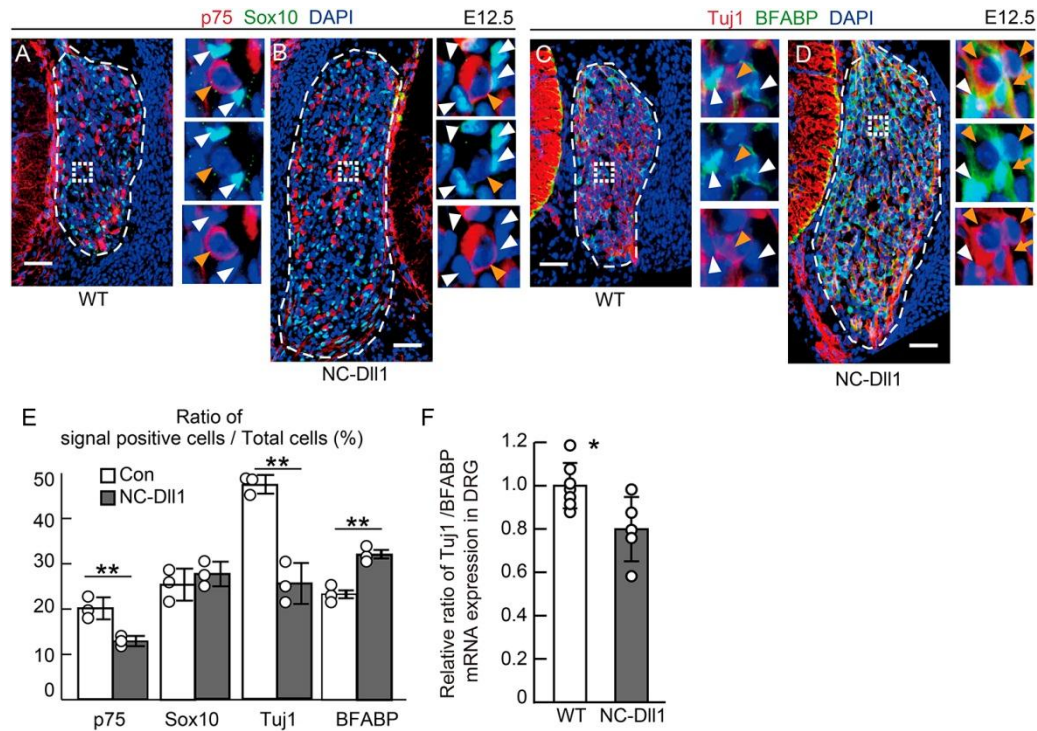 p75 Sox10 DAPI E12.5
Tuj1 BFABP DAPI E12.5
A
B
C
D
WT
NC-Dll1
WT
NC-Dll1
E
Ratio of
signal positive cells / Total cells (%)
Con
NC-Dll1
**
**
**
50
40
30
20
10
0
p75 Sox10 Tuj1 BFABP
F
Relative ratio of Tuj1 /BFABP
mRNA expression in DRG
*
1.2
1.0
0.8
0.6
0.4
0.2
0
WT NC-Dll1